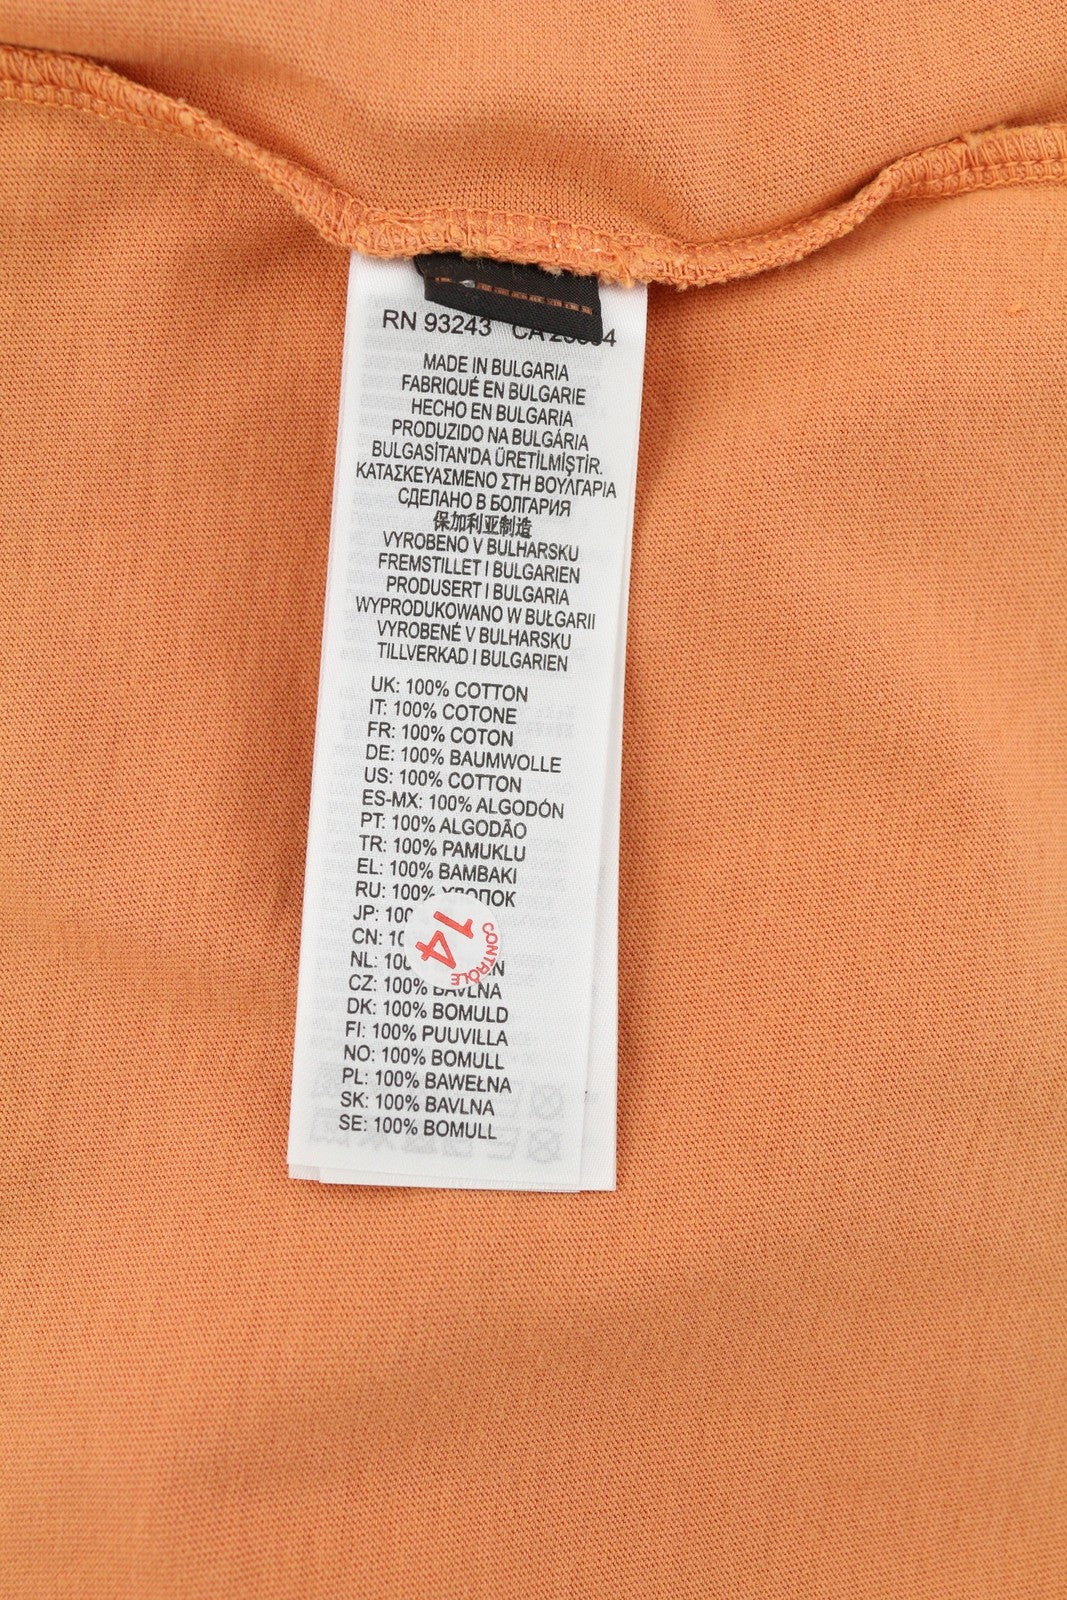 RN 93243 CA
MADE IN BULGARIA
FABRIQUÉ EN BULGARIE
HECHO EN BULGARIA
PRODUZIDO NA BULGÁRIA
BULGASİTAN'DA ÜRETİLMİŞTİR.
ΚΑΤΑΣΚΕΥΑΣΜΕΝΟ ΣΤΗ ΒΟΥΛΓΑΡΙΑ
СДЕЛАНО В БОЛГАРИЯ
保加利亚制造
VYROBENO V BULHARSKU
FREMSTILLET I BULGARIEN
PRODUSERT I BULGARIA
WYPRODUKOWANO W BUŁGARII
VYROBENÉ V BULHARSKU
TILLVERKAD I BULGARIEN
UK: 100% COTTON
IT: 100% COTONE
FR: 100% COTON
DE: 100% BAUMWOLLE
US: 100% COTTON
ES-MX: 100% ALGODÓN
PT: 100% ALGODÃO
TR: 100% PAMUKLU
EL: 100% ΒΑΜΒΑΚΙ
RU: 100% ХЛОПОК
JP:
CN:
NL:
CZ: 100% BAVLNA
DK: 100% BOMULD
FI: 100% PUUVILLA
NO: 100% BOMULL
PL: 100% BAWEŁNA
SK: 100% BAVLNA
SE: 100% BOMULL
14
CONTRÔLE